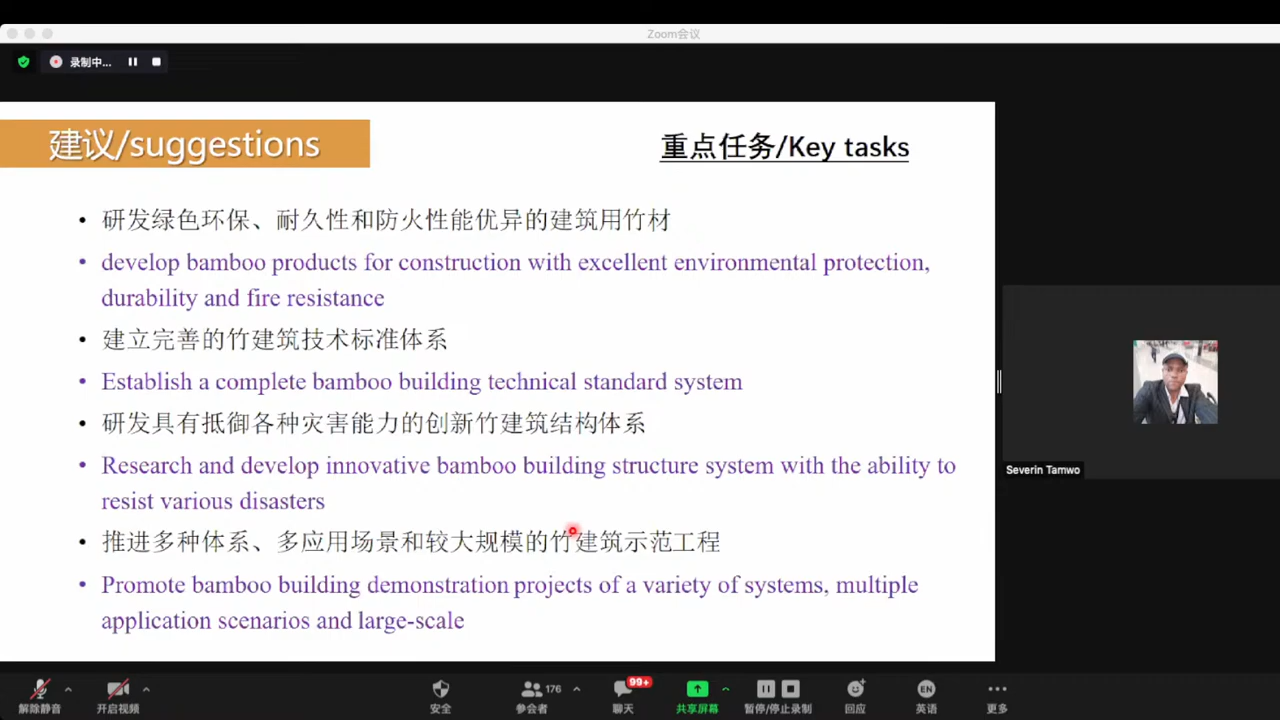 Zoom会议
录制中...
建议/suggestions
重点任务/Key tasks
• 研发绿色环保、耐久性和防火性能优异的建筑用竹材
• develop bamboo products for construction with excellent environmental protection,
durability and fire resistance
• 建立完善的竹建筑技术标准体系
• Establish a complete bamboo building technical standard system
• 研发具有抵御各种灾害能力的创新竹建筑结构体系
• Research and develop innovative bamboo building structure system with the ability to
resist various disasters
• 推进多种体系、多应用场景和较大规模的竹建筑示范工程
• Promote bamboo building demonstration projects of a variety of systems, multiple
application scenarios and large-scale
Severin Tamwo
176
99+
EN
解除静音 开启视频 安全 参会者 聊天 共享屏幕 暂停/停止录制 回应 英语 更多